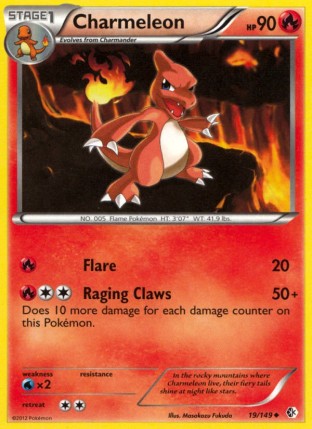 STAGE1
Charmeleon
HP90
Evolves from Charmander
NO. 005 Flame Pokémon. HT: 3'07" WT: 41.9 lbs.
Flare 20
Raging Claws 50+
Does 10 more damage for each damage counter on
this Pokémon.
weakness resistance
×2
retreat
In the rocky mountains where
Charmeleon live, their fiery tails
shine at night like stars.
©2012 Pokémon
Illus. Masakazu Fukuda
19/149